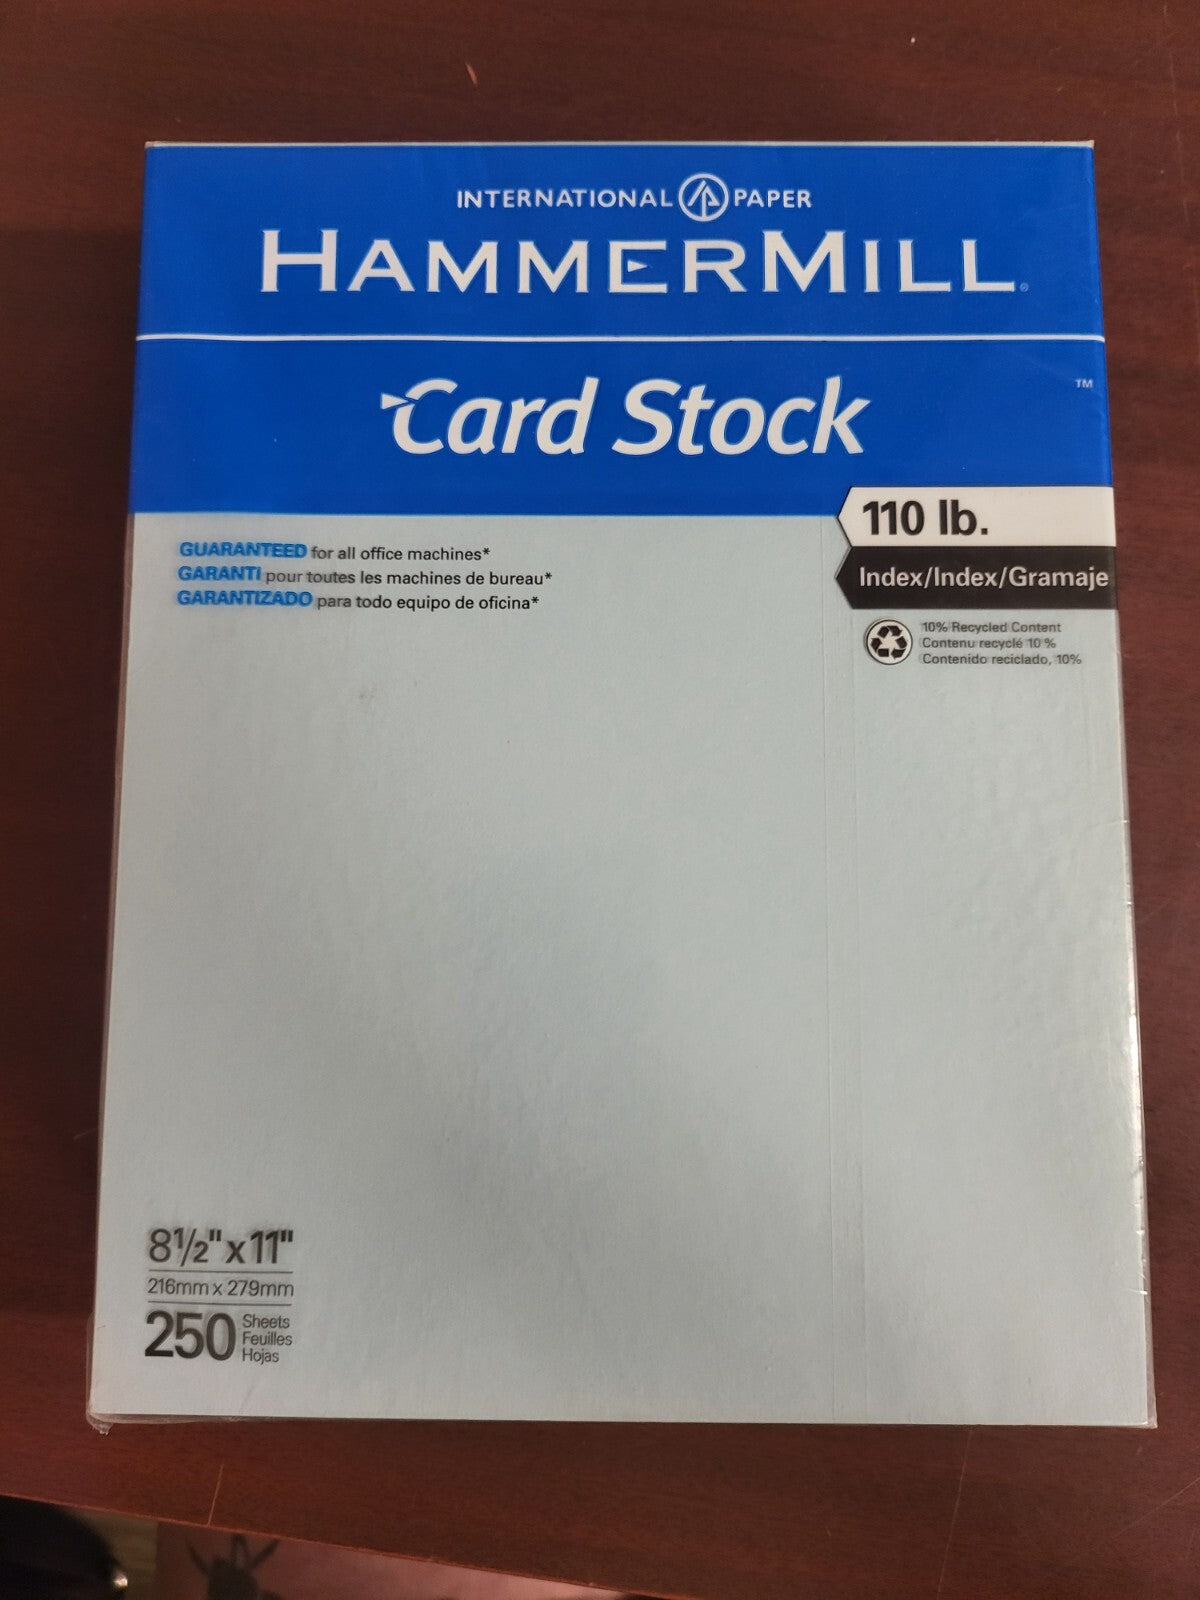 INTERNATIONAL PAPER
HAMMERMILL®
Card Stock™
110 lb.
Index/Index/Gramaje
GUARANTEED for all office machines*
GARANTI pour toutes les machines de bureau*
GARANTIZADO para todo equipo de oficina*
10% Recycled Content
Contenu recyclé 10 %
Contenido reciclado, 10%
8½" x 11"
216mm x 279mm
250 Sheets
Feuilles
Hojas